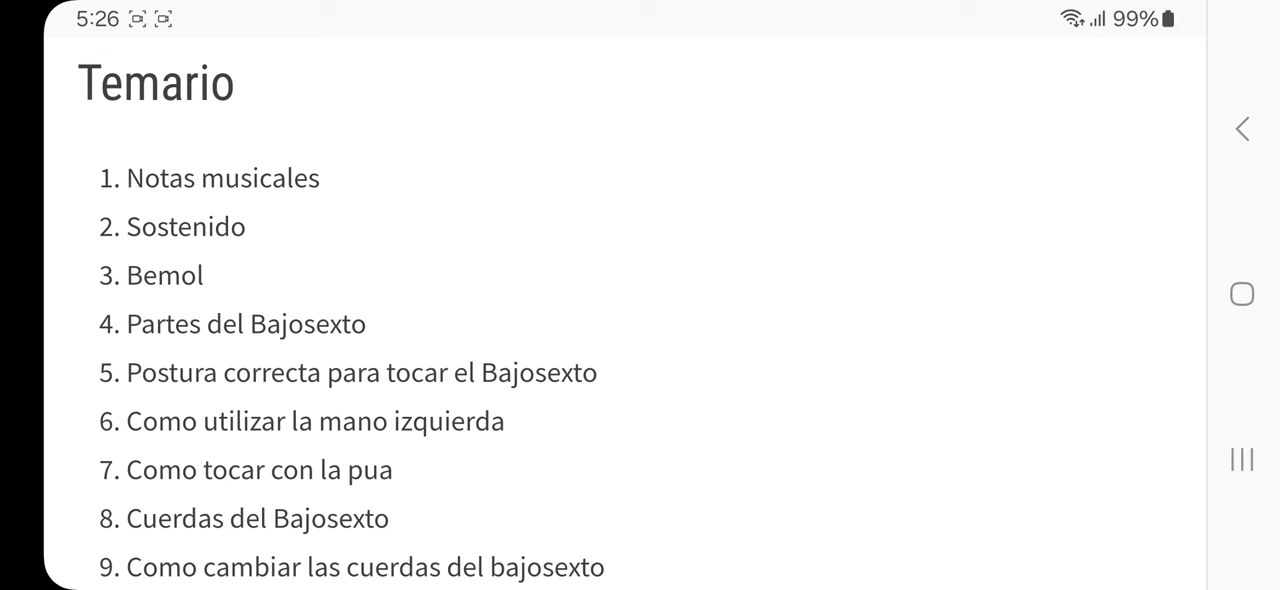 5:26
99%
Temario
1. Notas musicales
2. Sostenido
3. Bemol
4. Partes del Bajosexto
5. Postura correcta para tocar el Bajosexto
6. Como utilizar la mano izquierda
7. Como tocar con la pua
8. Cuerdas del Bajosexto
9. Como cambiar las cuerdas del bajosexto